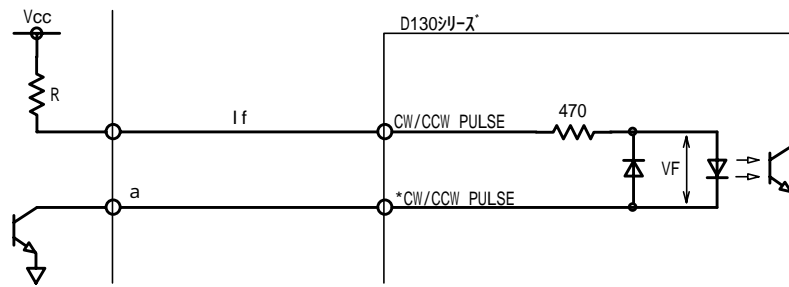 Vcc
D130ｼﾘｰｽﾞ
R
If
CW/CCW PULSE
470
VF
a
*CW/CCW PULSE